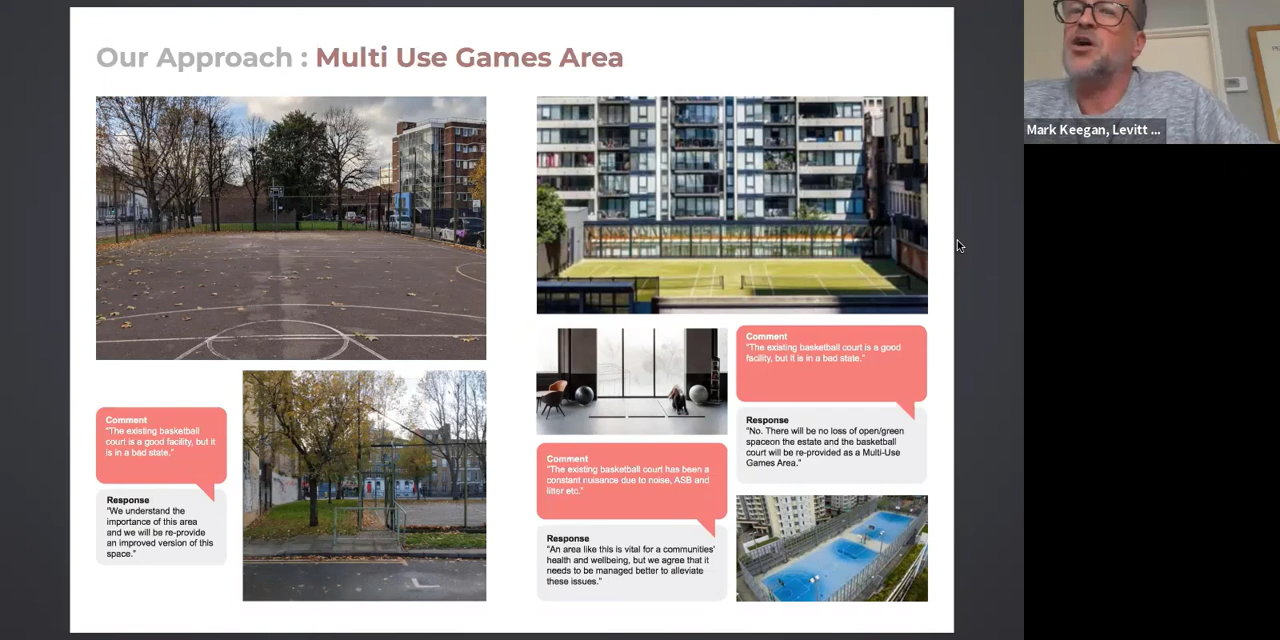 Our Approach : Multi Use Games Area
Comment
"The existing basketball
court is a good facility, but it
is in a bad state."
Response
"We understand the
importance of this area
and we will be re-provide
an improved version of this
space."
Comment
"The existing basketball court has been a
constant nuisance due to noise, ASB and
litter etc."
Response
"An area like this is vital for a communities'
health and wellbeing, but we agree that it
needs to be managed better to alleviate
these issues."
Comment
"The existing basketball court is a good
facility, but it is in a bad state."
Response
"No. There will be no loss of open/green
spaceon the estate and the basketball
court will be re-provided as a Multi-Use
Games Area."
Mark Keegan, Levitt ...